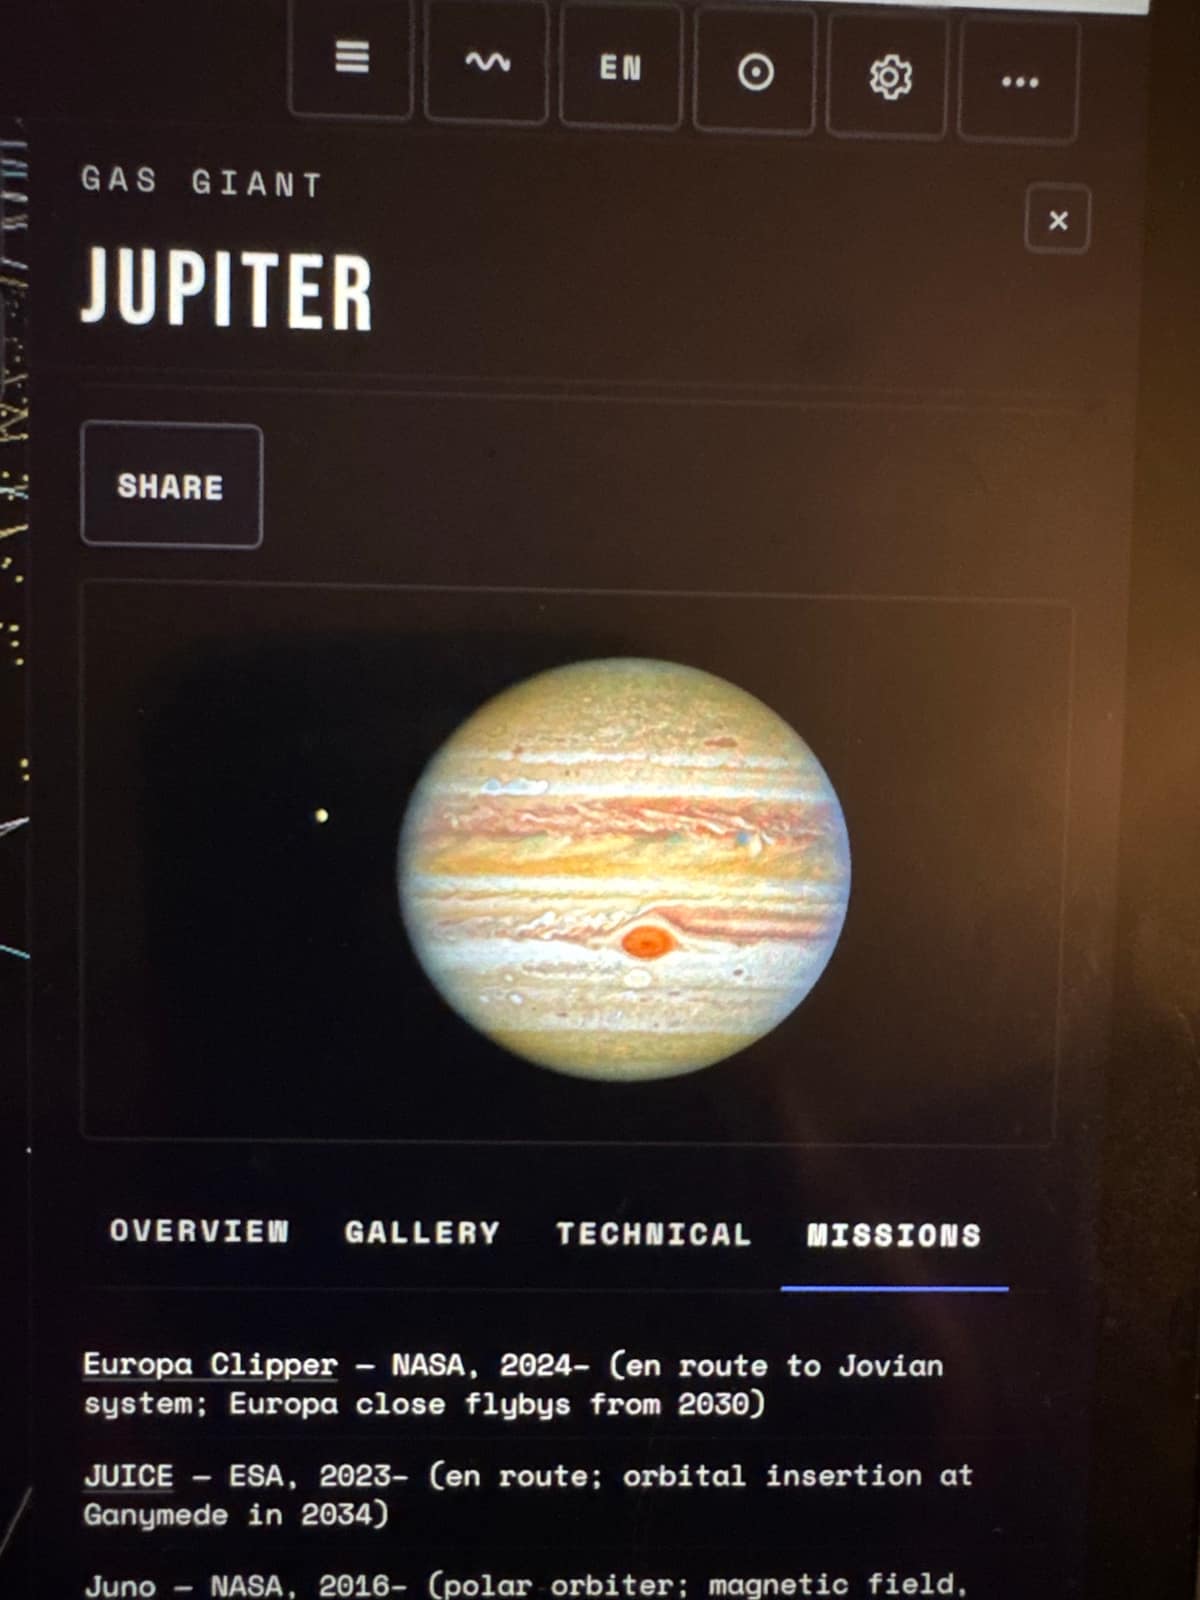 EN
GAS GIANT
JUPITER
SHARE
OVERVIEW GALLERY TECHNICAL MISSIONS
Europa Clipper — NASA, 2024– (en route to Jovian
system; Europa close flybys from 2030)
JUICE — ESA, 2023– (en route; orbital insertion at
Ganymede in 2034)
Juno — NASA, 2016– (polar orbiter; magnetic field,